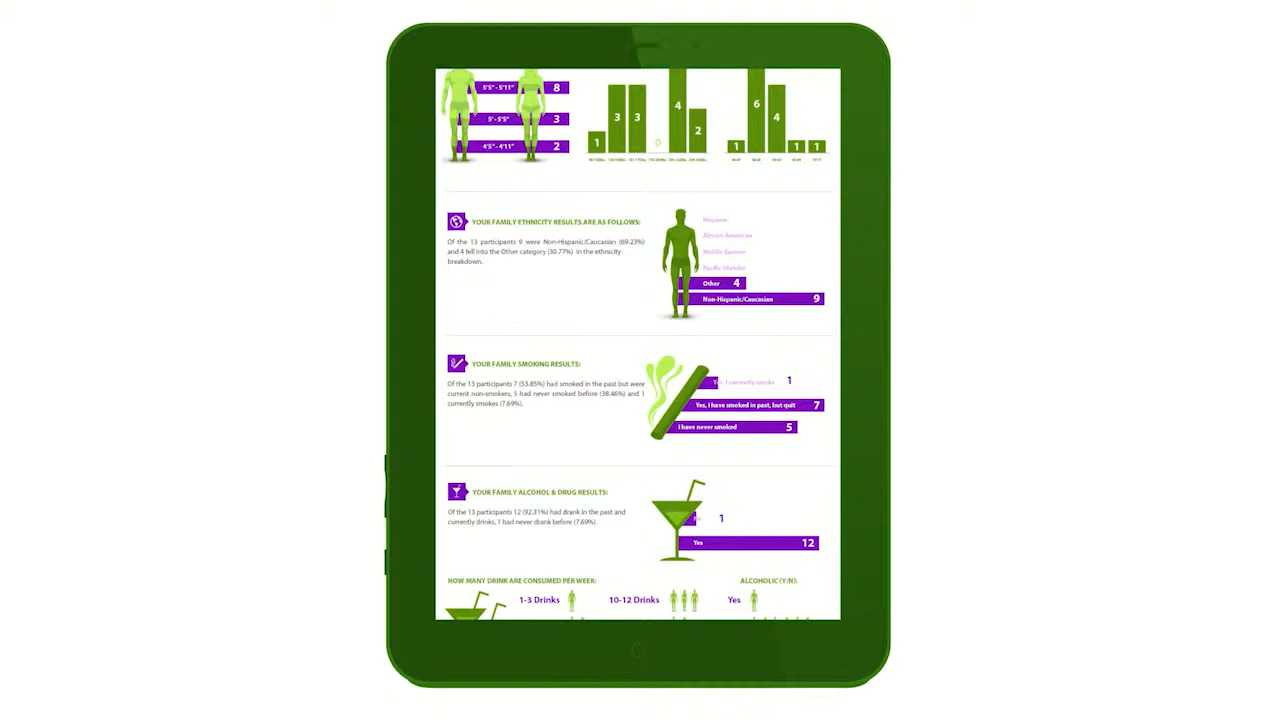 5'5" - 5'11" 8
5' - 5'5" 3
4'5" - 4'11" 2
1 3 3 0 4 2
1 6 4 1 1
YOUR FAMILY ETHNICITY RESULTS ARE AS FOLLOWS:
Of the 13 participants 9 were Non-Hispanic/Caucasian (69.23%)
and 4 fell into the Other category (30.77%) in the ethnicity
breakdown.
Hispanic
African American
Middle Eastern
Pacific Islander
Other 4
Non-Hispanic/Caucasian 9
YOUR FAMILY SMOKING RESULTS:
Of the 13 participants 7 (53.85%) had smoked in the past but were
current non-smokers, 5 had never smoked before (38.46%) and 1
currently smokes (7.69%).
Yes, I currently smoke 1
Yes, I have smoked in past, but quit 7
I have never smoked 5
YOUR FAMILY ALCOHOL & DRUG RESULTS:
Of the 13 participants 12 (92.31%) had drank in the past and
currently drinks, 1 had never drank before (7.69%).
No 1
Yes 12
HOW MANY DRINK ARE CONSUMED PER WEEK:
1-3 Drinks 10-12 Drinks
ALCOHOLIC (Y/N):
Yes